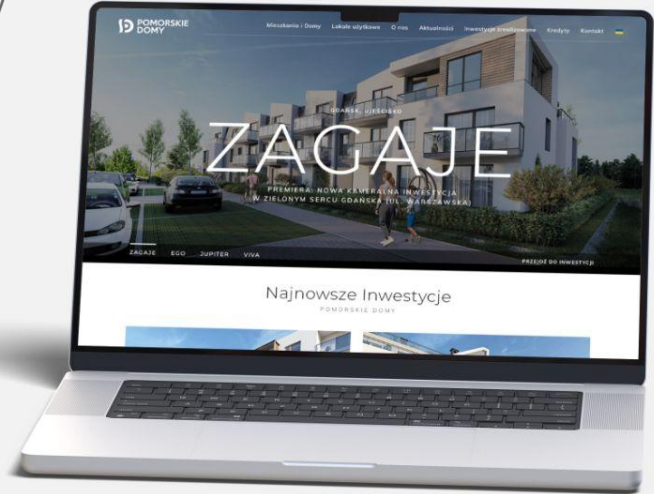 POMORSKIE
DOMY
Mieszkania i Domy Lokale użytkowe O nas Aktualności Inwestycje zrealizowane Kredyty Kontakt
GDAŃSK, UJEŚCISKO
ZAGAJE
PREMIERA: NOWA KAMERALNA INWESTYCJA
W ZIELONYM SERCU GDAŃSKA (UL. WARSZAWSKA)
ZAGAJE EGO JUPITER VIVA
PRZEJDŹ DO INWESTYCJI
Najnowsze Inwestycje
POMORSKIE DOMY